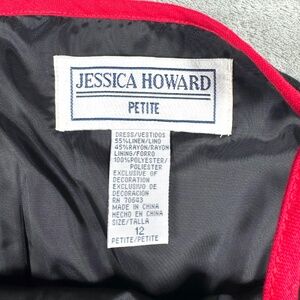 JESSICA HOWARD
PETITE
DRESS/VESTIDOS
55%LINEN/LINO
45%RAYON/RAYON
LINING/FORRO
100%POLYESTER/
POLIESTER
EXCLUSIVE OF
DECORATION
EXCLUSIVO DE
DECORACION
RN 70643
MADE IN CHINA
HECHO EN CHINA
SIZE/TALLA
12
PETITE/PETITE